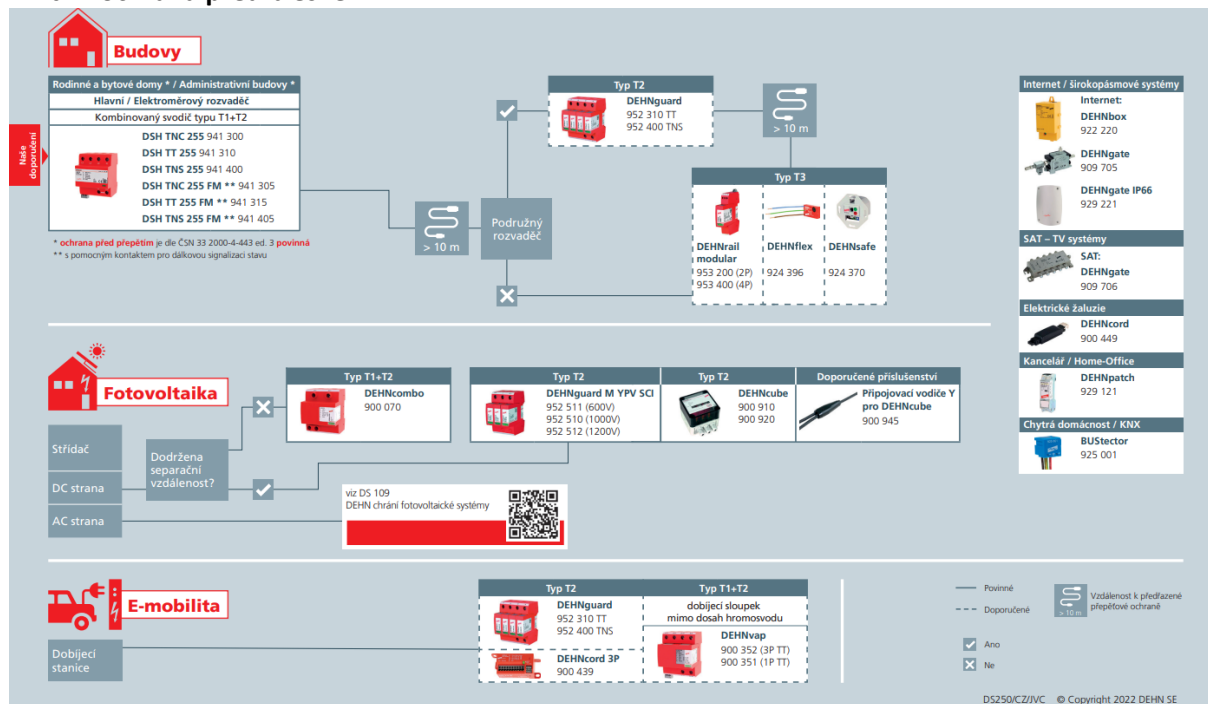 Budovy
Rodinné a bytové domy * / Administrativní budovy *
Hlavní / Elektroměrový rozvaděč
Kombinovaný svodič typu T1+T2
Naše doporučení
DSH TNC 255 941 300
DSH TT 255 941 310
DSH TNS 255 941 400
DSH TNC 255 FM ** 941 305
DSH TT 255 FM ** 941 315
DSH TNS 255 FM ** 941 405
* ochrana před přepětím je dle ČSN 33 2000-4-443 ed. 3 povinná
** s pomocným kontaktem pro dálkovou signalizaci stavu
> 10 m
Podružný
rozvaděč
Typ T2
DEHNguard
952 310 TT
952 400 TNS
> 10 m
Typ T3
DEHNrail
modular
953 200 (2P)
953 400 (4P)
DEHNflex
924 396
DEHNsafe
924 370
Internet / širokopásmové systémy
Internet:
DEHNbox
922 220
DEHNgate
909 705
DEHNgate IP66
929 221
SAT – TV systémy
SAT:
DEHNgate
909 706
Elektrické žaluzie
DEHNcord
900 449
Kancelář / Home-Office
DEHNpatch
929 121
Chytrá domácnost / KNX
BUStector
925 001
Fotovoltaika
Střídač
DC strana
AC strana
Dodržena
separační
vzdálenost?
Typ T1+T2
DEHNcombo
900 070
Typ T2
DEHNguard M YPV SCI
952 511 (600V)
952 510 (1000V)
952 512 (1200V)
Typ T2
DEHNcube
900 910
900 920
Doporučené příslušenství
Připojovací vodiče Y
pro DEHNcube
900 945
viz DS 109
DEHN chrání fotovoltaické systémy
E-mobilita
Dobíjecí
stanice
Typ T2
DEHNguard
952 310 TT
952 400 TNS
DEHNcord 3P
900 439
Typ T1+T2
dobíjecí sloupek
mimo dosah hromosvodu
DEHNvap
900 352 (3P TT)
900 351 (1P TT)
Povinné
Doporučené
> 10 m
Vzdálenost k předřazené
přepěťové ochraně
Ano
Ne
DS250/CZ/JVC © Copyright 2022 DEHN SE